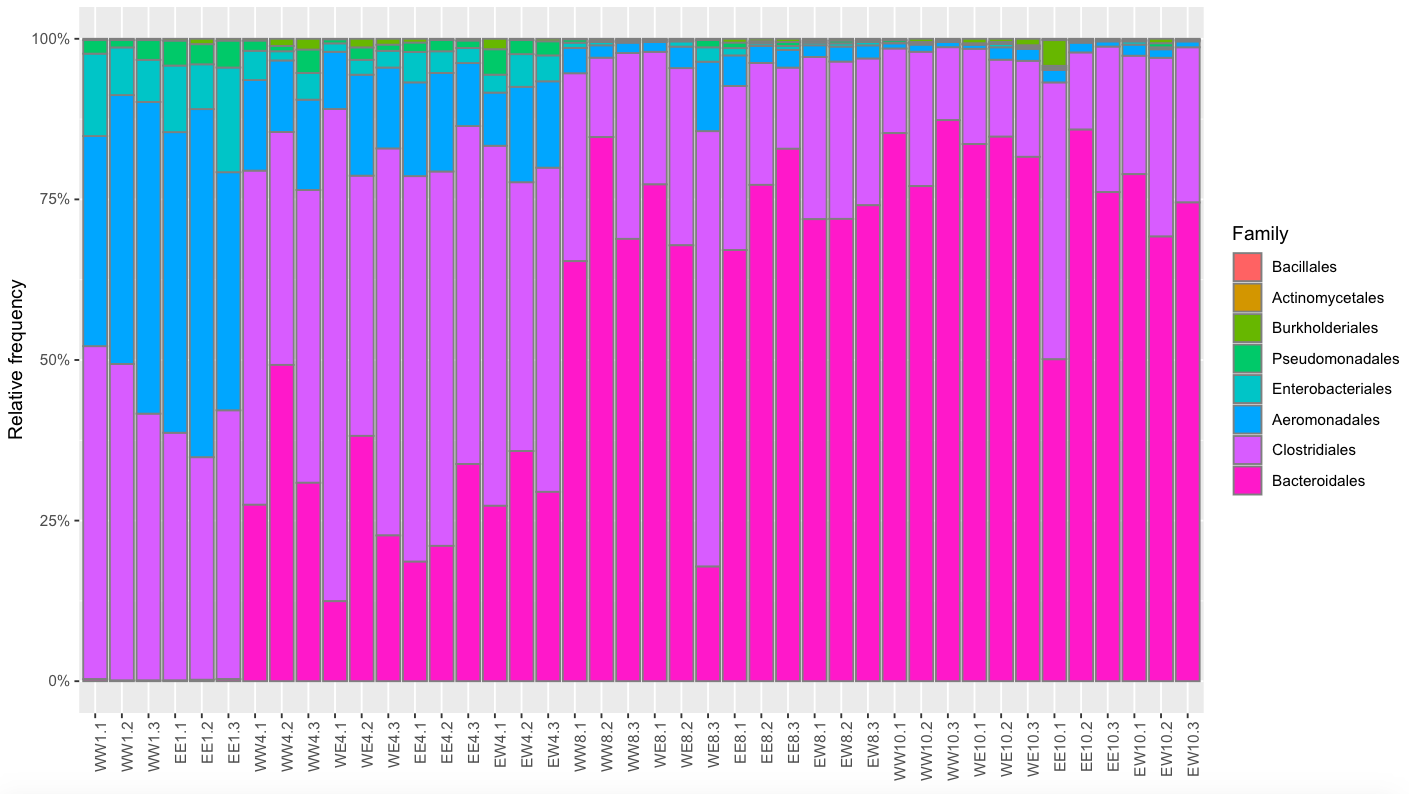 100%
75%
50%
25%
0%
Relative frequency
WW1.1
WW1.2
WW1.3
EE1.1
EE1.2
EE1.3
WW4.1
WW4.2
WW4.3
WE4.1
WE4.2
WE4.3
EE4.1
EE4.2
EE4.3
EW4.1
EW4.2
EW4.3
WW8.1
WW8.2
WW8.3
WE8.1
WE8.2
WE8.3
EE8.1
EE8.2
EE8.3
EW8.1
EW8.2
EW8.3
WW10.1
WW10.2
WW10.3
WE10.1
WE10.2
WE10.3
EE10.1
EE10.2
EE10.3
EW10.1
EW10.2
EW10.3
Family
Bacillales
Actinomycetales
Burkholderiales
Pseudomonadales
Enterobacteriales
Aeromonadales
Clostridiales
Bacteroidales